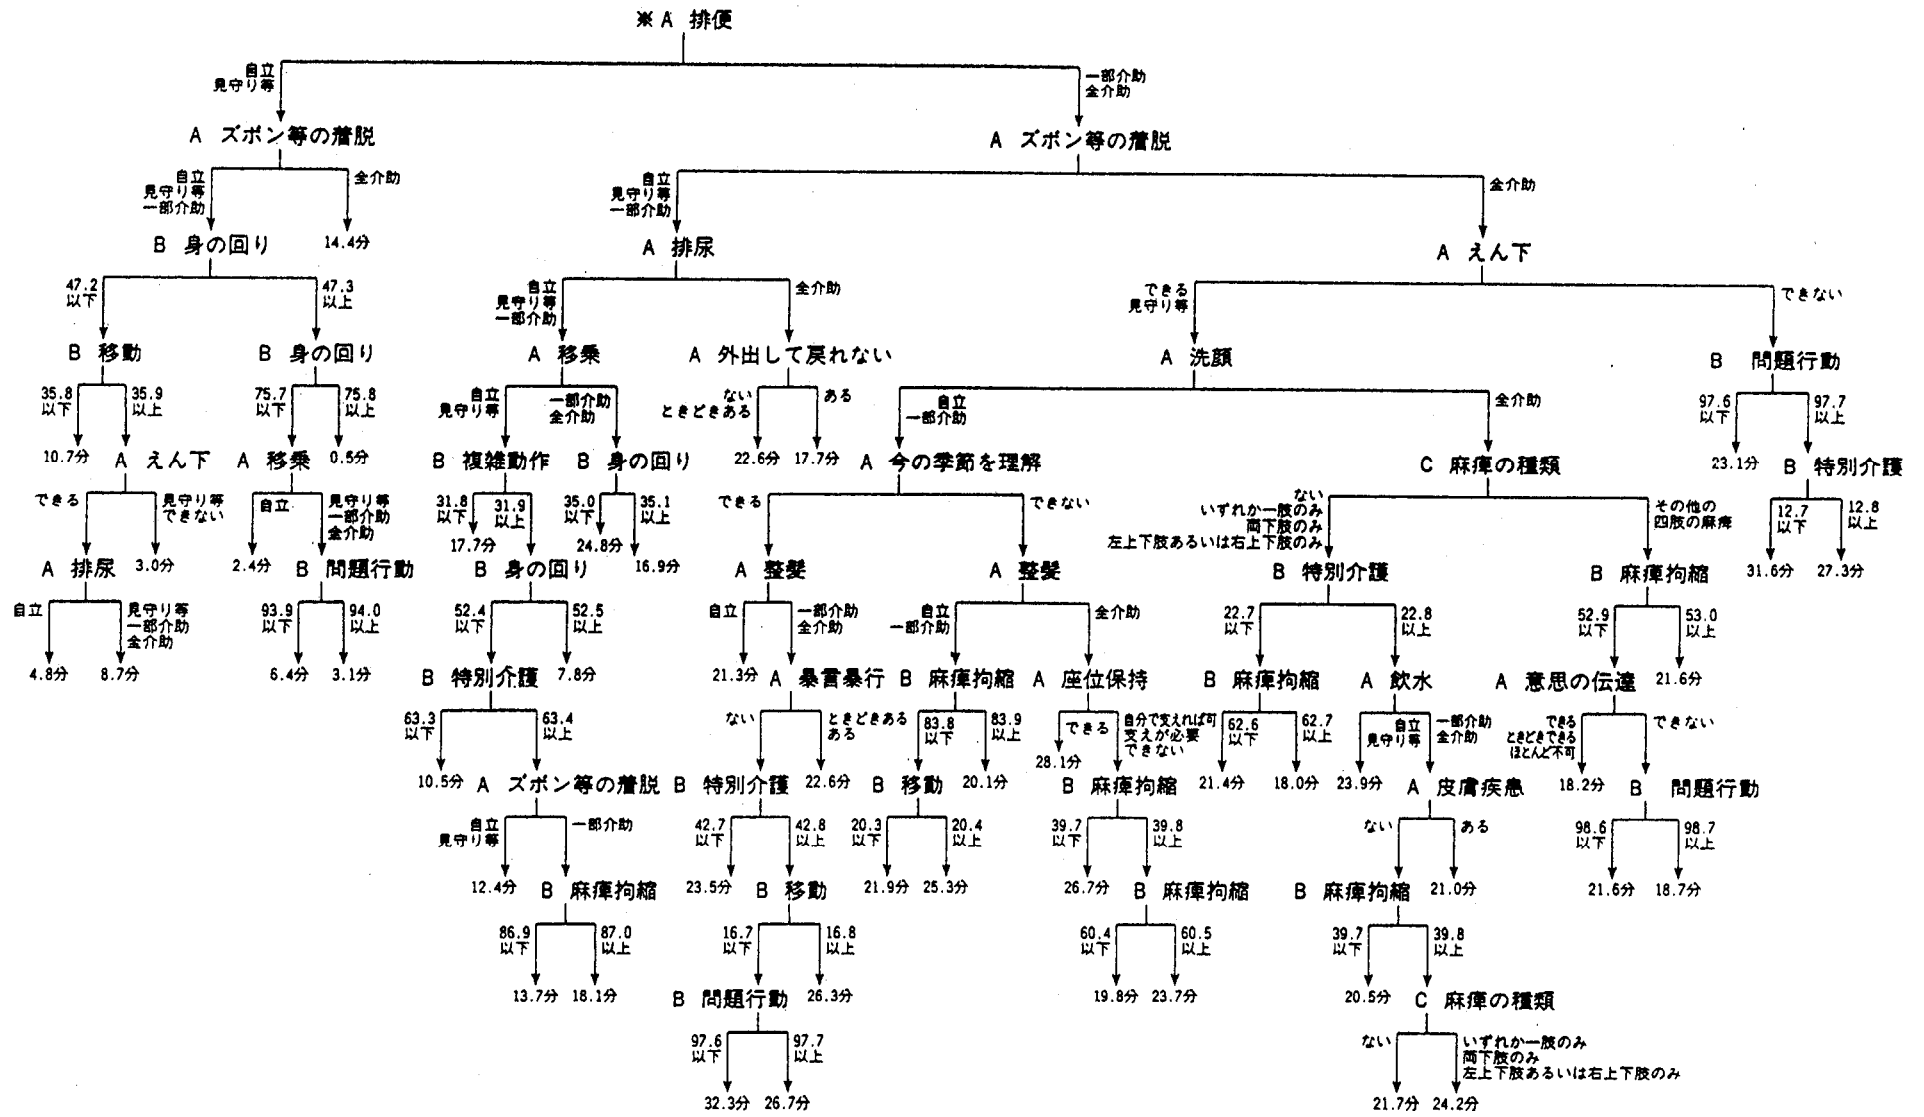 ※A 排便
自立
見守り等
一部介助
全介助
A ズボン等の着脱
A ズボン等の着脱
自立
見守り等
一部介助
全介助
自立
見守り等
一部介助
全介助
B 身の回り
14.4分
A 排尿
A えん下
47.2
以下
47.3
以上
自立
見守り等
一部介助
全介助
できる
見守り等
できない
B 移動
B 身の回り
A 移乗
A 外出して戻れない
A 洗顔
B 問題行動
35.8
以下
35.9
以上
75.7
以下
75.8
以上
自立
見守り等
一部介助
全介助
ない
ときどきある
ある
自立
一部介助
全介助
97.6
以下
97.7
以上
10.7分
A えん下
A 移乗
0.5分
B 複雑動作
B 身の回り
22.6分
17.7分
A 今の季節を理解
C 麻痺の種類
23.1分
B 特別介護
できる
見守り等
できない
自立
見守り等
一部介助
全介助
31.8
以下
31.9
以上
35.0
以下
35.1
以上
できる
できない
ない
いずれか一肢のみ
両下肢のみ
左上下肢あるいは右上下肢のみ
その他の
四肢の麻痺
12.7
以下
12.8
以上
17.7分
24.8分
A 排尿
3.0分
2.4分
B 問題行動
B 身の回り
16.9分
A 整髪
A 整髪
B 特別介護
B 麻痺拘縮
31.6分
27.3分
自立
見守り等
一部介助
全介助
93.9
以下
94.0
以上
52.4
以下
52.5
以上
自立
一部介助
全介助
自立
一部介助
全介助
22.7
以下
22.8
以上
52.9
以下
53.0
以上
4.8分
8.7分
6.4分
3.1分
B 特別介護
7.8分
21.3分
A 暴言暴行
B 麻痺拘縮
A 座位保持
B 麻痺拘縮
A 飲水
A 意思の伝達
21.6分
63.3
以下
63.4
以上
ない
ときどきある
ある
83.8
以下
83.9
以上
できる
自分で支えれば可
支えが必要
できない
62.6
以下
62.7
以上
自立
見守り等
一部介助
全介助
できる
ときどきできる
ほとんど不可
できない
28.1分
10.5分
A ズボン等の着脱
B 特別介護
22.6分
B 移動
20.1分
B 麻痺拘縮
21.4分
18.0分
23.9分
A 皮膚疾患
18.2分
B 問題行動
自立
見守り等
一部介助
42.7
以下
42.8
以上
20.3
以下
20.4
以上
39.7
以下
39.8
以上
ない
ある
98.6
以下
98.7
以上
12.4分
B 麻痺拘縮
23.5分
B 移動
21.9分
25.3分
26.7分
B 麻痺拘縮
B 麻痺拘縮
21.0分
21.6分
18.7分
86.9
以下
87.0
以上
16.7
以下
16.8
以上
60.4
以下
60.5
以上
39.7
以下
39.8
以上
13.7分
18.1分
B 問題行動
26.3分
19.8分
23.7分
20.5分
C 麻痺の種類
97.6
以下
97.7
以上
ない
いずれか一肢のみ
両下肢のみ
左上下肢あるいは右上下肢のみ
32.3分
26.7分
21.7分
24.2分